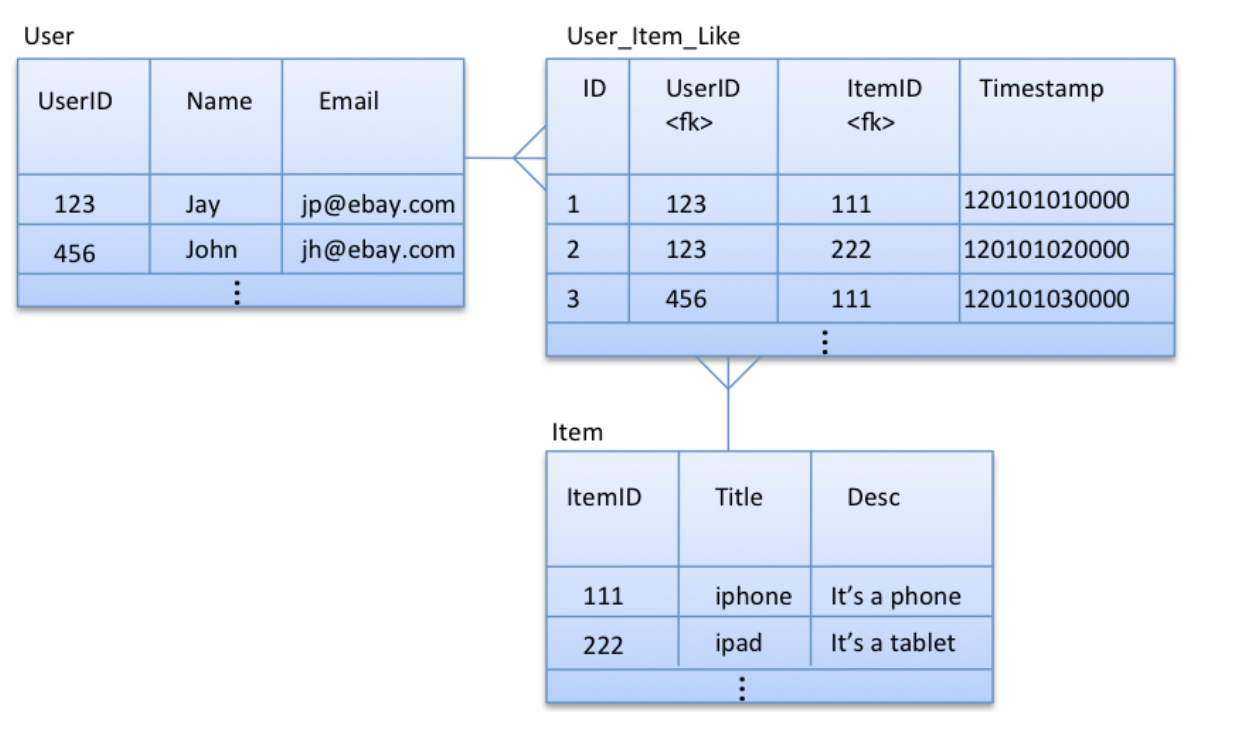 User
UserID Name Email
123 Jay jp@ebay.com
456 John jh@ebay.com
User_Item_Like
ID UserID <fk> ItemID <fk> Timestamp
1 123 111 120101010000
2 123 222 120101020000
3 456 111 120101030000
Item
ItemID Title Desc
111 iphone It’s a phone
222 ipad It’s a tablet